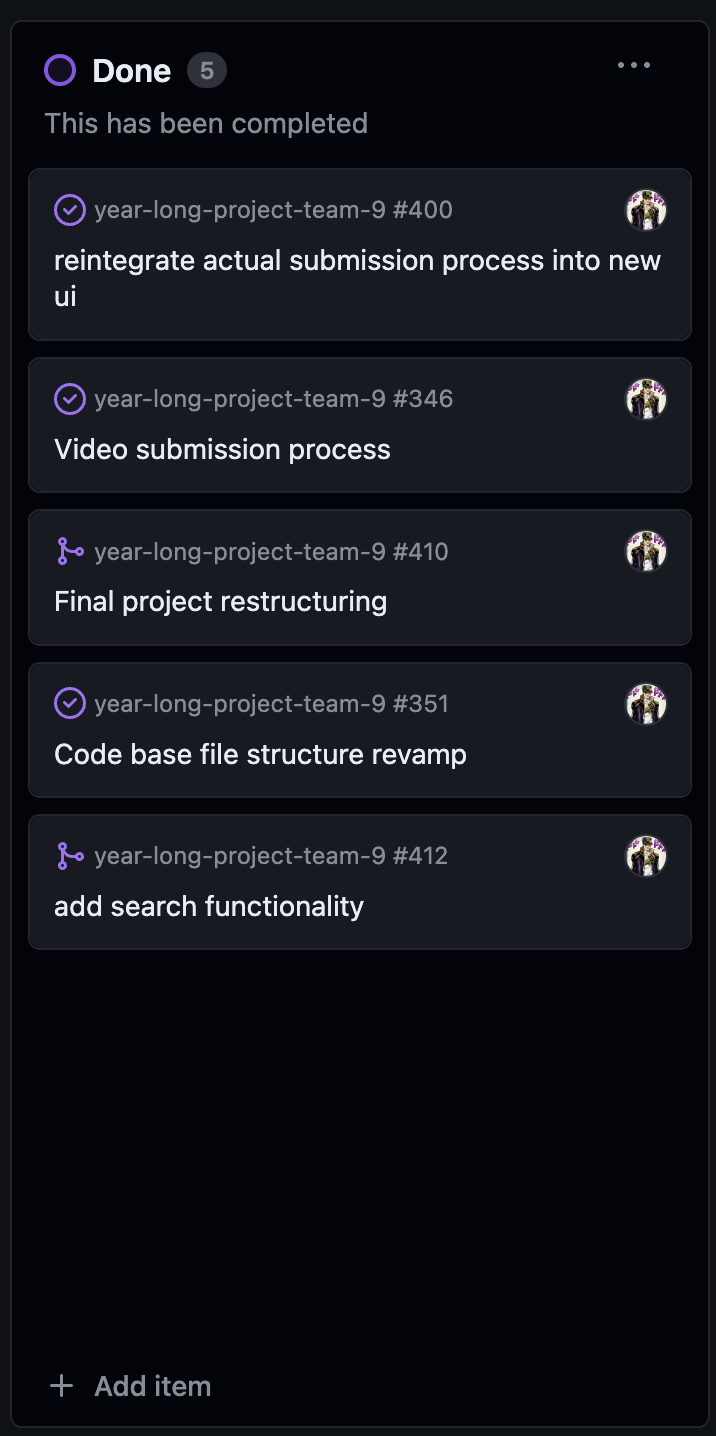 Done 5
This has been completed
year-long-project-team-9 #400
reintegrate actual submission process into new
ui
year-long-project-team-9 #346
Video submission process
year-long-project-team-9 #410
Final project restructuring
year-long-project-team-9 #351
Code base file structure revamp
year-long-project-team-9 #412
add search functionality
Add item